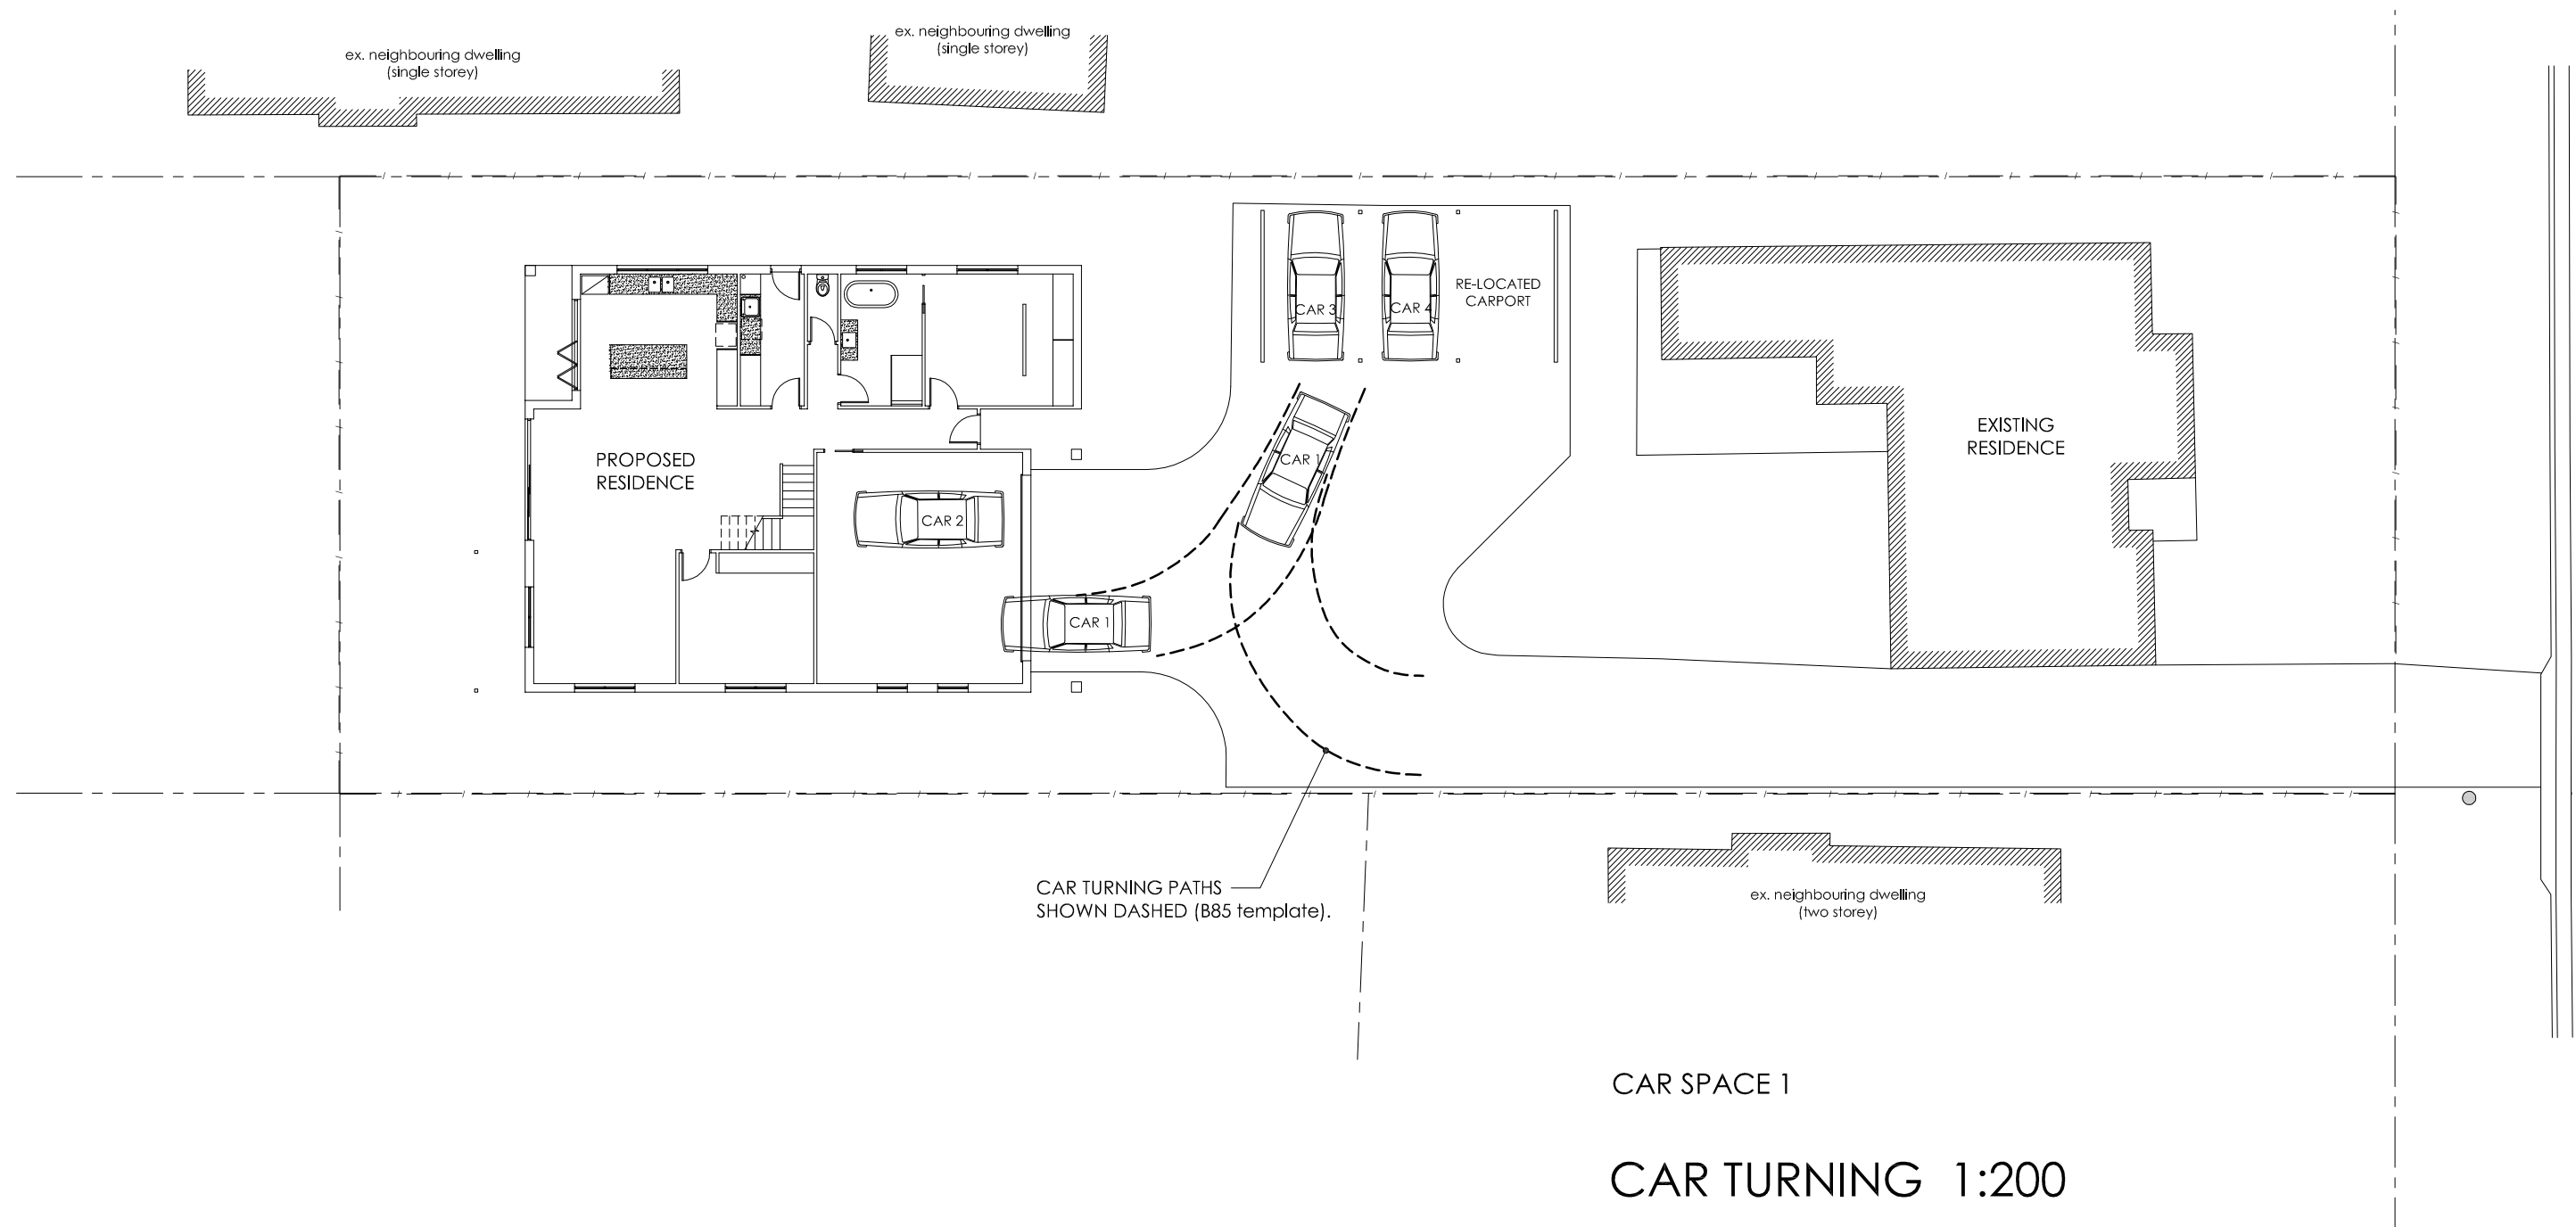 ex. neighbouring dwelling
(single storey)
ex. neighbouring dwelling
(single storey)
CAR 3
CAR 4
RE-LOCATED
CARPORT
EXISTING
RESIDENCE
PROPOSED
RESIDENCE
CAR 1
CAR 2
CAR 1
CAR TURNING PATHS
SHOWN DASHED (B85 template).
ex. neighbouring dwelling
(two storey)
CAR SPACE 1
CAR TURNING 1:200